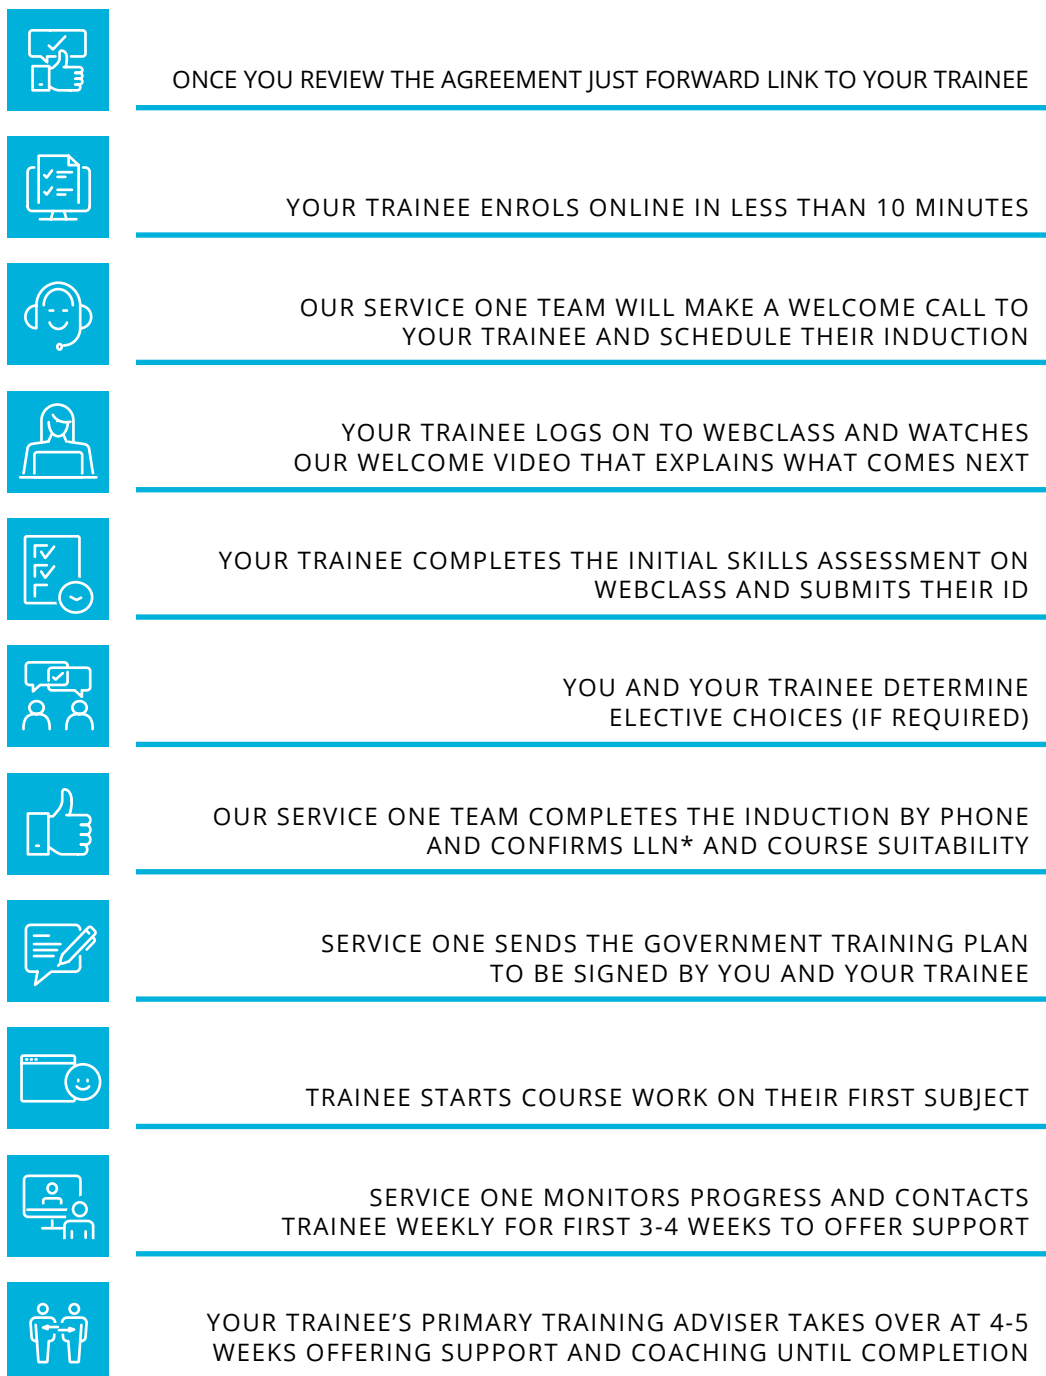 ONCE YOU REVIEW THE AGREEMENT JUST FORWARD LINK TO YOUR TRAINEE
YOUR TRAINEE ENROLS ONLINE IN LESS THAN 10 MINUTES
OUR SERVICE ONE TEAM WILL MAKE A WELCOME CALL TO
YOUR TRAINEE AND SCHEDULE THEIR INDUCTION
YOUR TRAINEE LOGS ON TO WEBCLASS AND WATCHES
OUR WELCOME VIDEO THAT EXPLAINS WHAT COMES NEXT
YOUR TRAINEE COMPLETES THE INITIAL SKILLS ASSESSMENT ON
WEBCLASS AND SUBMITS THEIR ID
YOU AND YOUR TRAINEE DETERMINE
ELECTIVE CHOICES (IF REQUIRED)
OUR SERVICE ONE TEAM COMPLETES THE INDUCTION BY PHONE
AND CONFIRMS LLN* AND COURSE SUITABILITY
SERVICE ONE SENDS THE GOVERNMENT TRAINING PLAN
TO BE SIGNED BY YOU AND YOUR TRAINEE
TRAINEE STARTS COURSE WORK ON THEIR FIRST SUBJECT
SERVICE ONE MONITORS PROGRESS AND CONTACTS
TRAINEE WEEKLY FOR FIRST 3-4 WEEKS TO OFFER SUPPORT
YOUR TRAINEE’S PRIMARY TRAINING ADVISER TAKES OVER AT 4-5
WEEKS OFFERING SUPPORT AND COACHING UNTIL COMPLETION